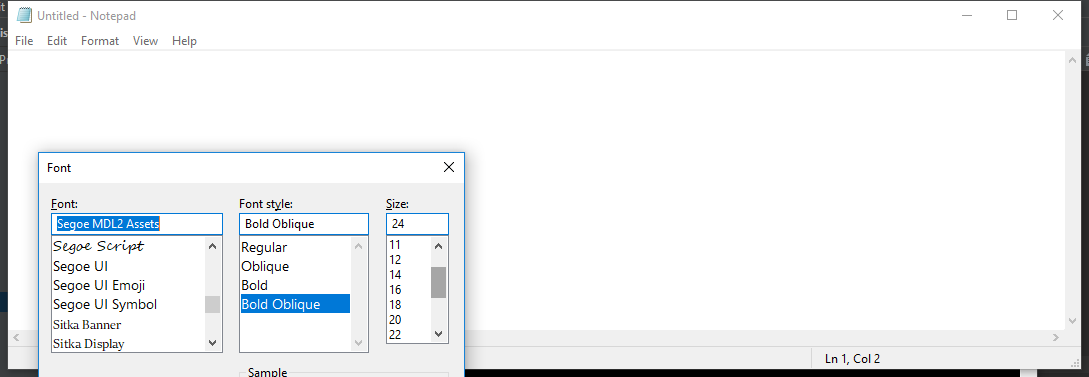 Untitled - Notepad
File Edit Format View Help
Font
Font: Font style: Size:
Segoe MDL2 Assets Bold Oblique 24
Segoe Script
Segoe UI
Segoe UI Emoji
Segoe UI Symbol
Sitka Banner
Sitka Display
Regular
Oblique
Bold
Bold Oblique
11
12
14
16
18
20
22
Sample
Ln 1, Col 2